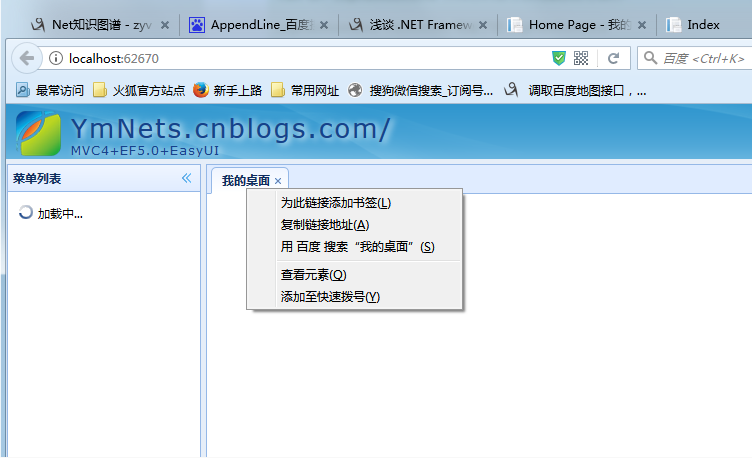 Net知识图谱 - zyv
AppendLine_百度
浅谈 .NET Framew
Home Page - 我的
Index
localhost:62670
百度 <Ctrl+K>
最常访问
火狐官方站点
新手上路
常用网址
搜狗微信搜索_订阅号...
调取百度地图接口，...
YmNets.cnblogs.com/
MVC4+EF5.0+EasyUI
菜单列表
我的桌面
加载中...
为此链接添加书签(L)
复制链接地址(A)
用 百度 搜索“我的桌面”(S)
查看元素(Q)
添加至快速拨号(Y)